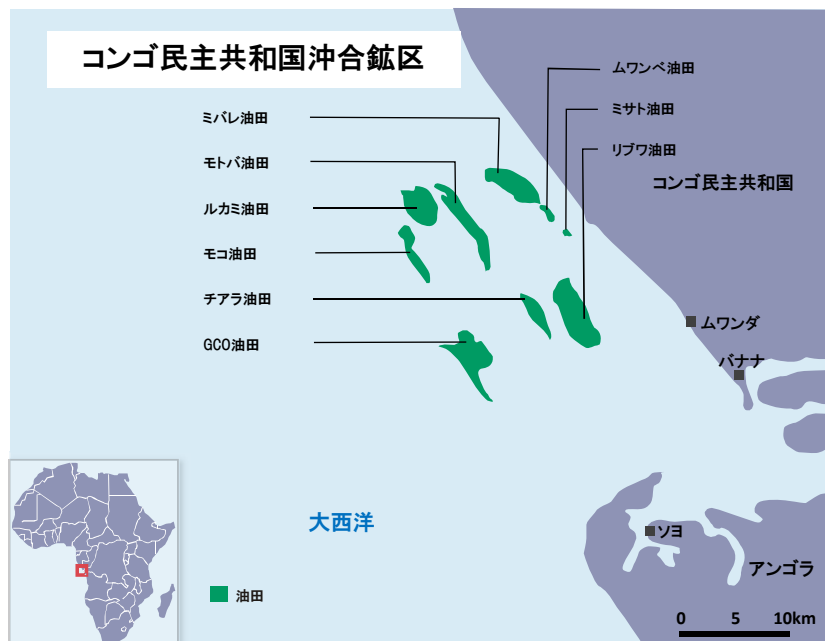 コンゴ民主共和国沖合鉱区
ムワンベ油田
ミバレ油田
ミサト油田
リブワ油田
モトバ油田
コンゴ民主共和国
ルカミ油田
モコ油田
チアラ油田
ムワンダ
GCO油田
バナナ
大西洋
ソヨ
アンゴラ
油田
0 5 10km